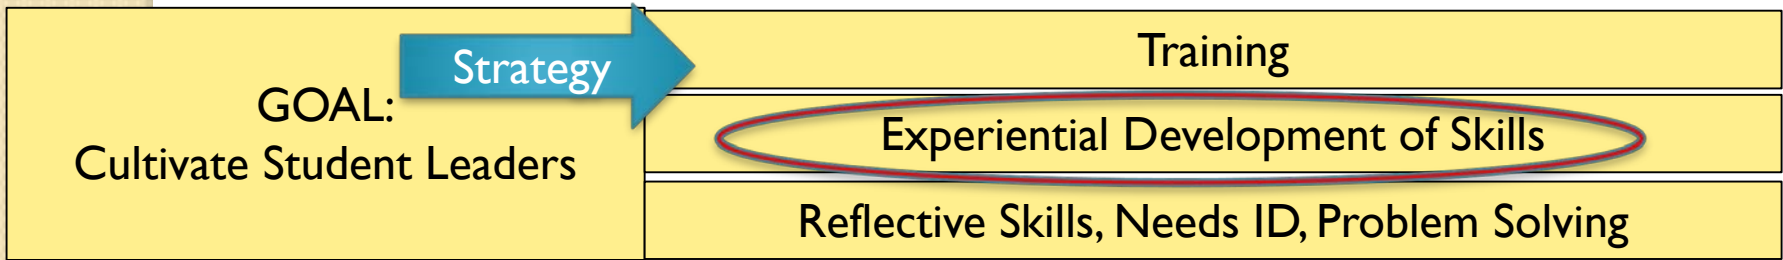 GOAL:
Cultivate Student Leaders
Strategy
Training
Experiential Development of Skills
Reflective Skills, Needs ID, Problem Solving